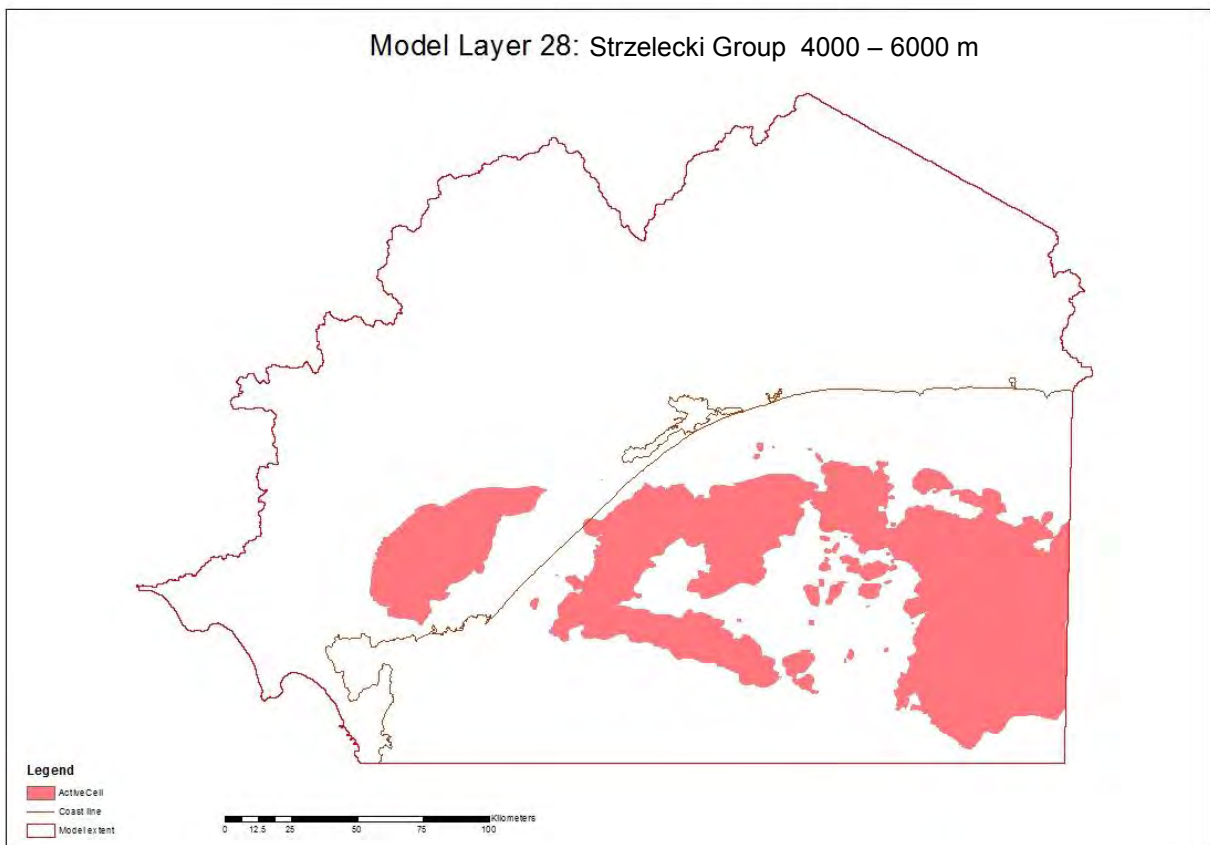 Model Layer 28: Strzelecki Group 4000 – 6000 m
Legend
ActiveCell
Coast line
Model extent
Kilometers
0 12.5 25 50 75 100